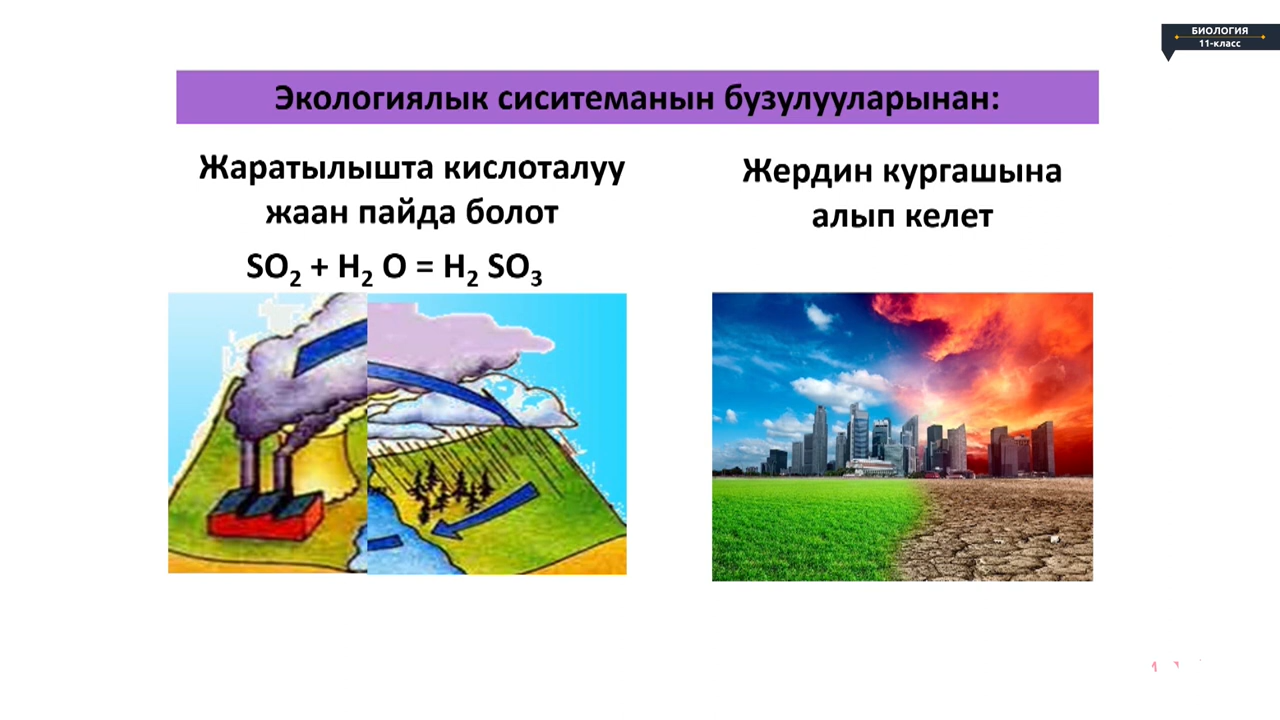 БИОЛОГИЯ
11-класс
Экологиялык сиситеманын бузулууларынан:
Жаратылышта кислоталуу
жаан пайда болот
SO₂ + H₂ O = H₂ SO₃
Жердин кургашына
алып келет